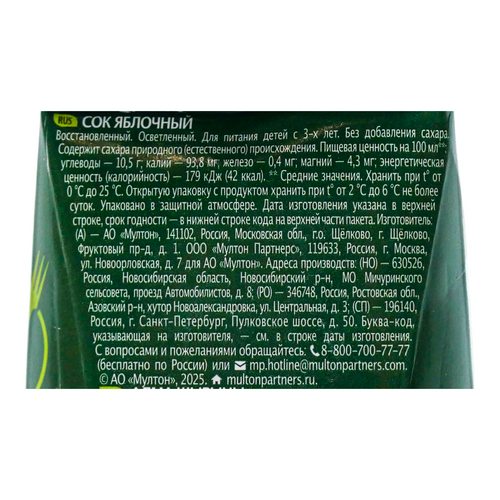 RUS СОК ЯБЛОЧНЫЙ
Восстановленный. Осветленный. Для питания детей с 3-х лет. Без добавления сахара.
Содержит сахара природного (естественного) происхождения. Пищевая ценность на 100 мл**:
углеводы – 10,5 г; калий – 93,8 мг; железо – 0,4 мг; магний – 4,3 мг; энергетическая
ценность (калорийность) – 179 кДж (42 ккал). ** Средние значения. Хранить при t° от
0 °С до 25 °С. Открытую упаковку с продуктом хранить при t° от 2 °С до 6 °С не более
суток. Упаковано в защитной атмосфере. Дата изготовления указана в верхней
строке, срок годности – в нижней строке кода на верхней части пакета. Изготовитель:
(А) – АО «Мултон», 141102, Россия, Московская обл., г.о. Щёлково, г. Щёлково,
Фруктовый пр-д, д. 1. ООО «Мултон Партнерс», 119633, Россия, г. Москва,
ул. Новоорловская, д. 7 для АО «Мултон». Адреса производств: (НО) – 630526,
Россия, Новосибирская область, Новосибирский р-н, МО Мичуринского
сельсовета, проезд Автомобилистов, д. 8; (РО) – 346748, Россия, Ростовская обл.,
Азовский р-н, хутор Новоалександровка, ул. Центральная, д. 3; (СП) – 196140,
Россия, г. Санкт-Петербург, Пулковское шоссе, д. 50. Буква-код,
указывающая на изготовителя, – см. в строке даты изготовления.
С вопросами и пожеланиями обращайтесь: 8-800-700-77-77
(бесплатно по России) или mp.hotline@multonpartners.com
© АО «Мултон», 2025. multonpartners.ru.